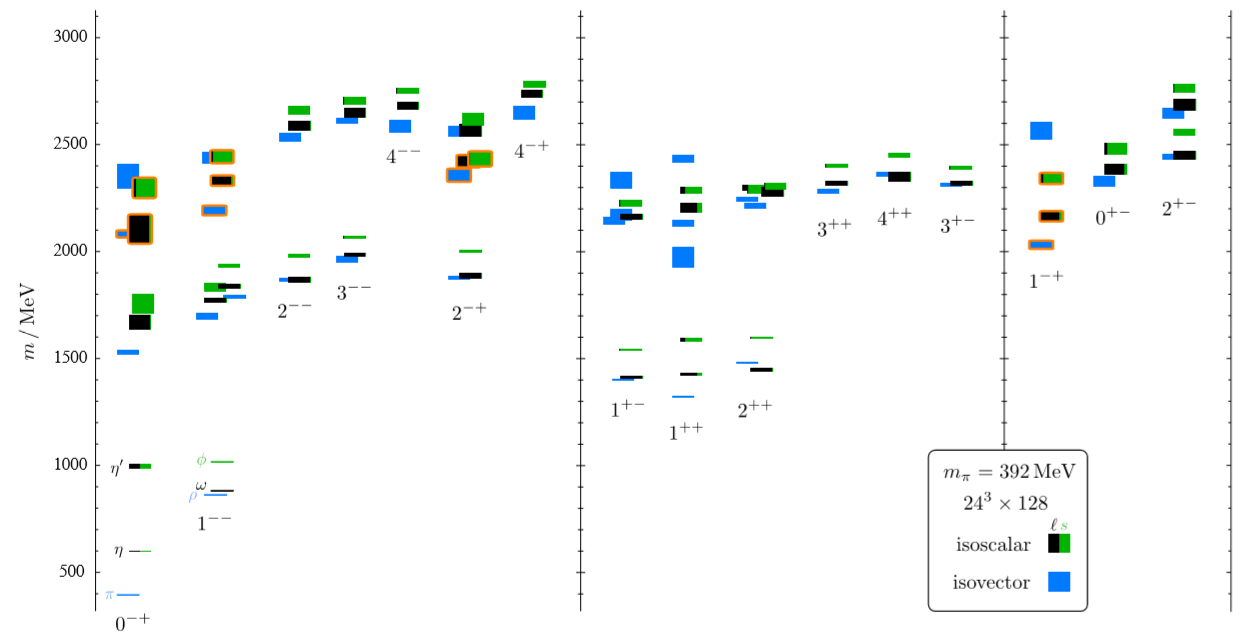 3000
2500
2000
1500
1000
500
m / MeV
4⁻⁻
4⁻⁺
2⁻⁻
3⁻⁻
2⁻⁺
η′
ϕ
ω
ρ
1⁻⁻
η
π
0⁻⁺
3⁺⁺
4⁺⁺
3⁺⁻
1⁺⁻
1⁺⁺
2⁺⁺
1⁻⁺
0⁺⁻
2⁺⁻
mπ = 392 MeV
24³ × 128
ℓ s
isoscalar
isovector